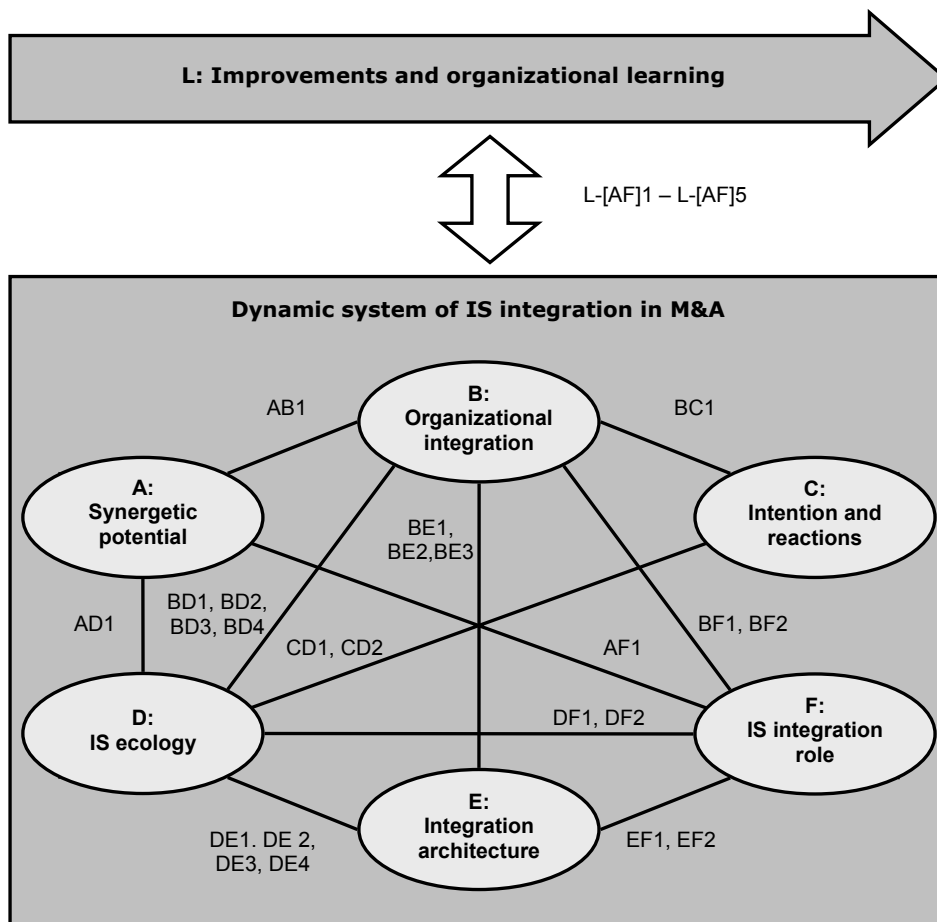 L: Improvements and organizational learning
L-[AF]1 – L-[AF]5
Dynamic system of IS integration in M&A
AB1
B:
Organizational
integration
BC1
A:
Synergetic
potential
C:
Intention and
reactions
BE1,
BE2,BE3
AD1
BD1, BD2,
BD3, BD4
CD1, CD2
AF1
BF1, BF2
D:
IS ecology
DF1, DF2
F:
IS integration
role
E:
Integration
architecture
DE1. DE 2,
DE3, DE4
EF1, EF2